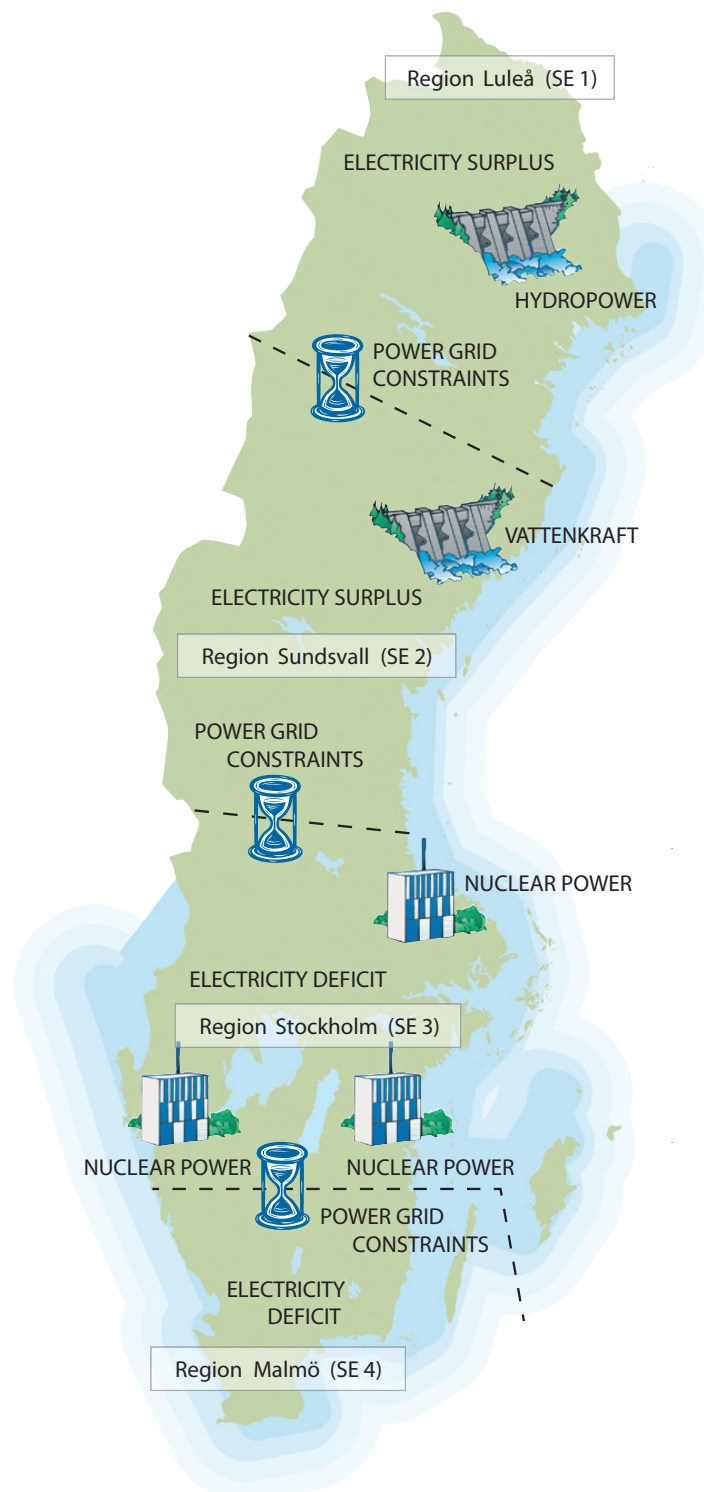 Region Luleå (SE 1)
ELECTRICITY SURPLUS
HYDROPOWER
POWER GRID
CONSTRAINTS
VATTENKRAFT
ELECTRICITY SURPLUS
Region Sundsvall (SE 2)
POWER GRID
CONSTRAINTS
NUCLEAR POWER
ELECTRICITY DEFICIT
Region Stockholm (SE 3)
NUCLEAR POWER
NUCLEAR POWER
POWER GRID
CONSTRAINTS
ELECTRICITY
DEFICIT
Region Malmö (SE 4)